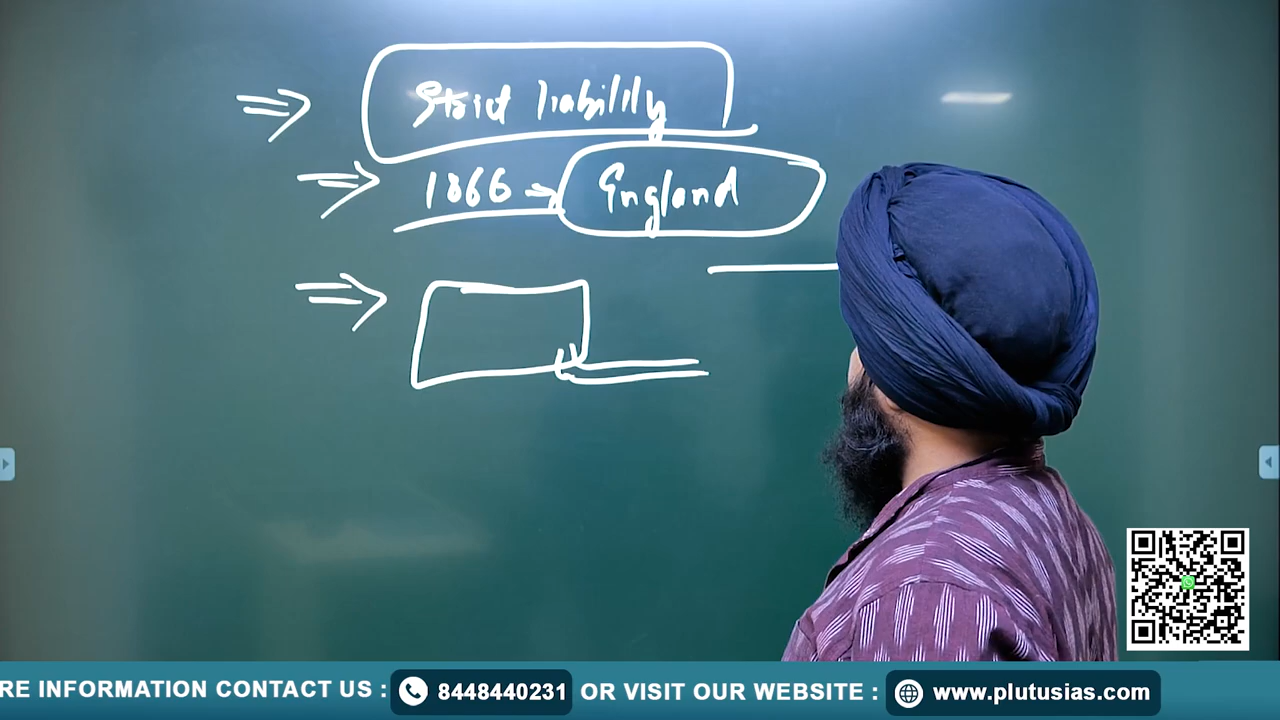 ⇒ Strict liability
⇒ 1866 → England
RE INFORMATION CONTACT US : 8448440231 OR VISIT OUR WEBSITE : www.plutusias.com